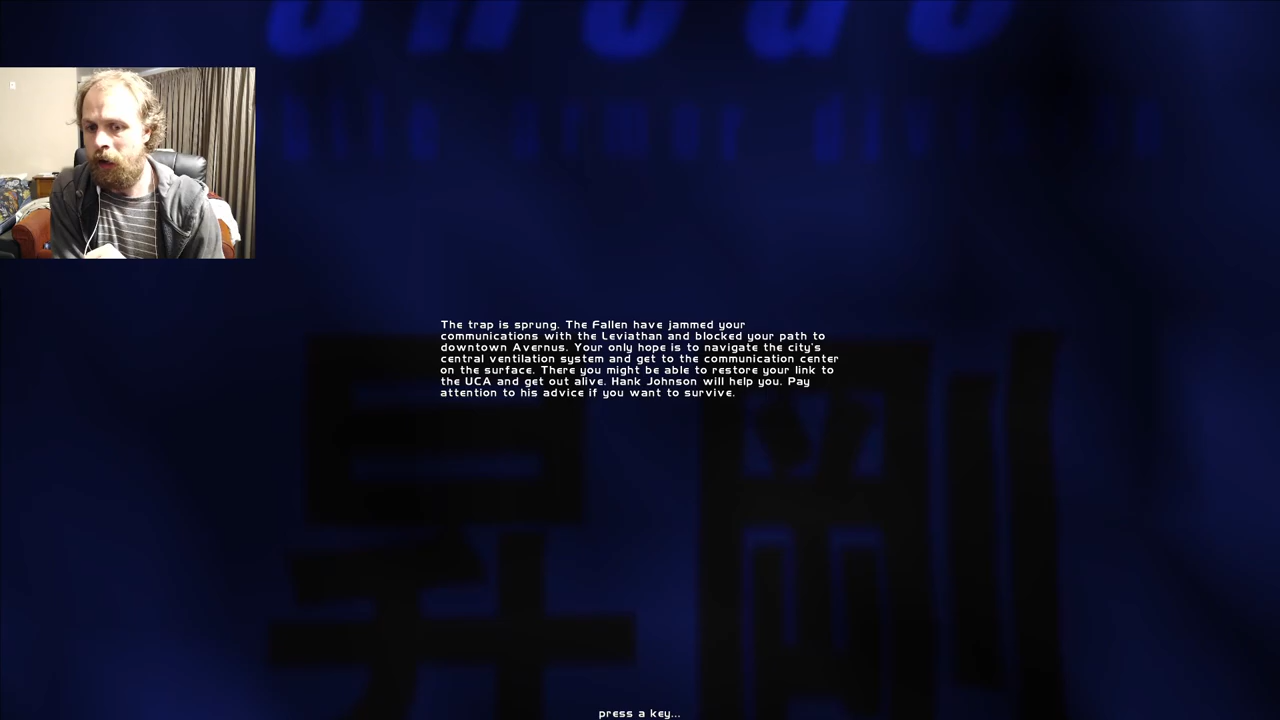 The trap is sprung. The Fallen have jammed your
communications with the Leviathan and blocked your path to
downtown Avernus. Your only hope is to navigate the city's
central ventilation system and get to the communication center
on the surface. There you might be able to restore your link to
the UCA and get out alive. Hank Johnson will help you. Pay
attention to his advice if you want to survive.
press a key...